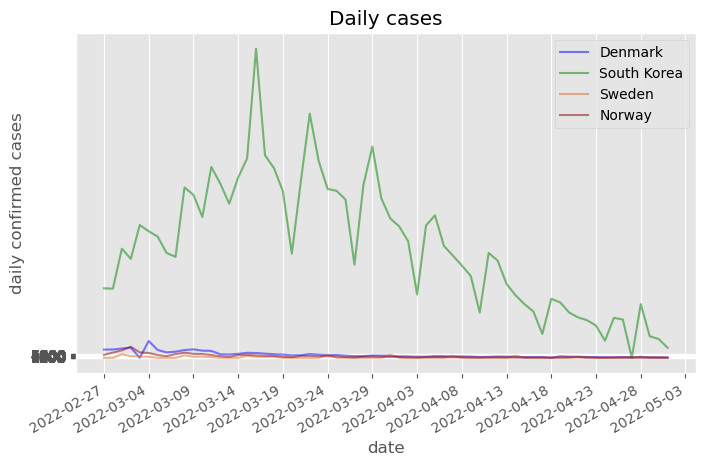 Daily cases
Denmark
South Korea
Sweden
Norway
daily confirmed cases
2022-02-27
2022-03-04
2022-03-09
2022-03-14
2022-03-19
2022-03-24
2022-03-29
2022-04-03
2022-04-08
2022-04-13
2022-04-18
2022-04-23
2022-04-28
2022-05-03
date